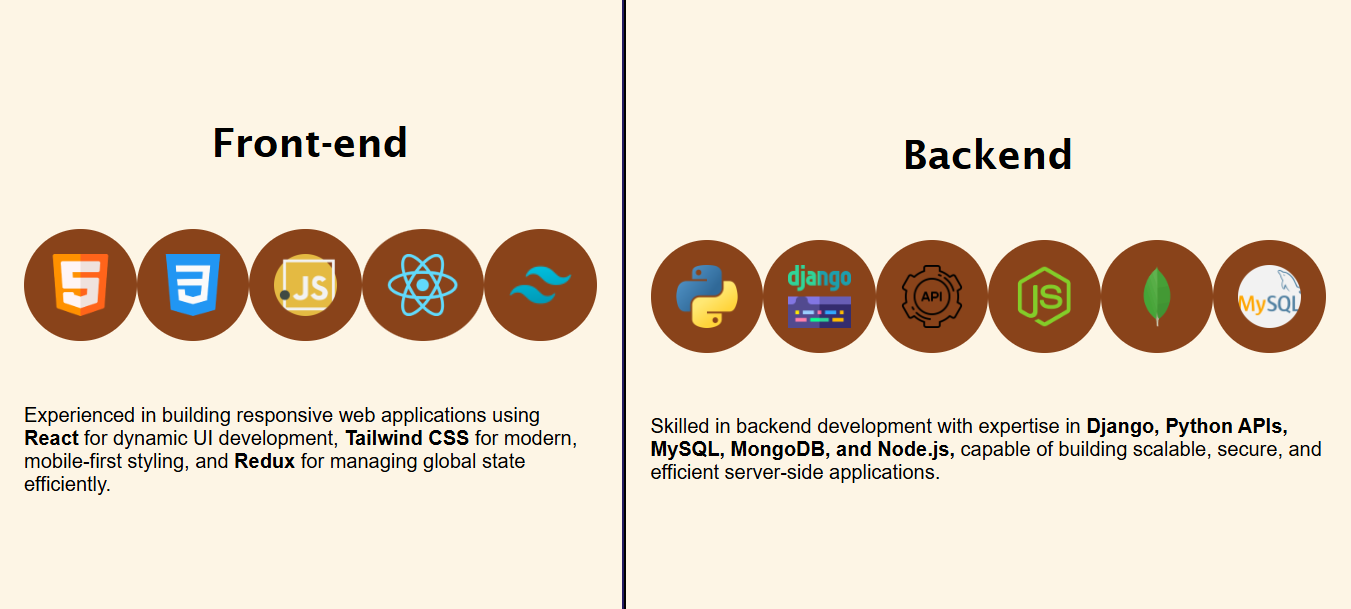 Front-end
JS
Experienced in building responsive web applications using
React for dynamic UI development, Tailwind CSS for modern,
mobile-first styling, and Redux for managing global state
efficiently.
Backend
django
API
JS
MySQL
Skilled in backend development with expertise in Django, Python APIs,
MySQL, MongoDB, and Node.js, capable of building scalable, secure, and
efficient server-side applications.